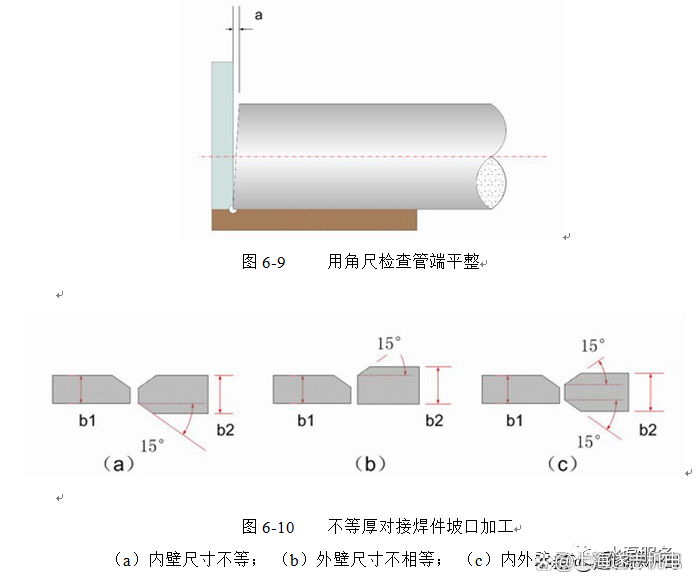 a
图 6-9 用角尺检查管端平整
15°
15°
b1
b2
b1
b2
b1
b2
15°
15°
（a）
（b）
（c）
图 6-10 不等厚对接焊件坡口加工
（a）内壁尺寸不等； （b）外壁尺寸不相等； （c）内外